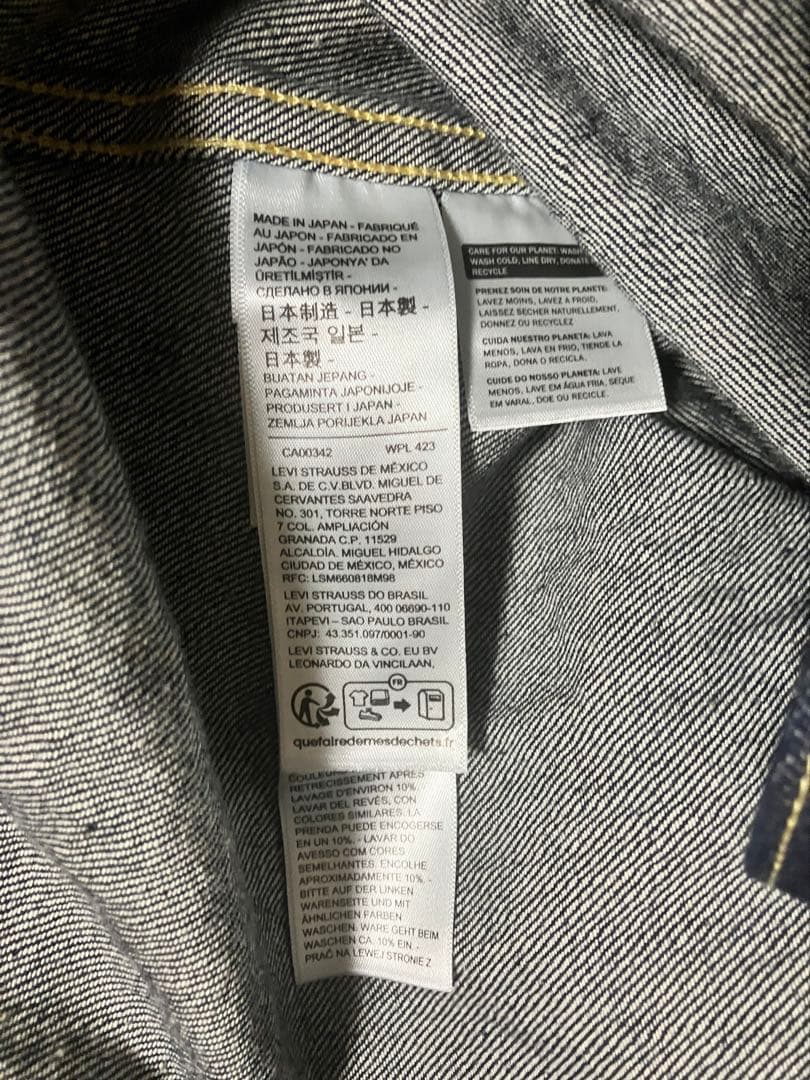 MADE IN JAPAN - FABRIQUÉ
AU JAPON - FABRICADO EN
JAPÓN - FABRICADO NO
JAPÃO - JAPONYA' DA
ÜRETİLMİŞTİR -
СДЕЛАНО В ЯПОНИИ -
日本制造 - 日本製 -
제조국 일본 -
日本製 -
BUATAN JEPANG -
PAGAMINTA JAPONIJOJE -
PRODUSERT I JAPAN -
ZEMLJA PORIJEKLA JAPAN
CA00342 WPL 423
LEVI STRAUSS DE MÉXICO
S.A. DE C.V.BLVD. MIGUEL DE
CERVANTES SAAVEDRA
NO. 301, TORRE NORTE PISO
7 COL. AMPLIACIÓN
GRANADA C.P. 11529
ALCALDÍA. MIGUEL HIDALGO
CIUDAD DE MÉXICO, MÉXICO
RFC: LSM660818M98
LEVI STRAUSS DO BRASIL
AV. PORTUGAL, 400 06690-110
ITAPEVI – SAO PAULO BRASIL
CNPJ: 43.351.097/0001-90
LEVI STRAUSS & CO. EU BV
LEONARDO DA VINCILAAN,
FR
quefairedemesdechets.fr
COULEURS
RETRECISSEMENT APRES
LAVAGE D'ENVIRON 10%
LAVAR DEL REVÉS, CON
COLORES SIMILARES. LA
PRENDA PUEDE ENCOGERSE
EN UN 10%. - LAVAR DO
AVESSO COM CORES
SEMELHANTES. ENCOLHE
APROXIMADAMENTE 10%. -
BITTE AUF DER LINKEN
WARENSEITE UND MIT
ÄHNLICHEN FARBEN
WASCHEN. WARE GEHT BEIM
WASCHEN CA. 10% EIN. -
PRAĆ NA LEWEJ STRONIE Z
CARE FOR OUR PLANET:
WASH COLD, LINE DRY, DONATE
RECYCLE
PRENEZ SOIN DE NOTRE PLANETE:
LAVEZ MOINS, LAVEZ A FROID,
LAISSEZ SECHER NATURELLEMENT,
DONNEZ OU RECYCLEZ
CUIDA NUESTRO PLANETA: LAVA
MENOS, LAVA EN FRIO, TIENDE LA
ROPA, DONA O RECICLA.
CUIDE DO NOSSO PLANETA: LAVE
MENOS, LAVE EM ÁGUA FRIA, SEQUE
EM VARAL, DOE OU RECICLE.